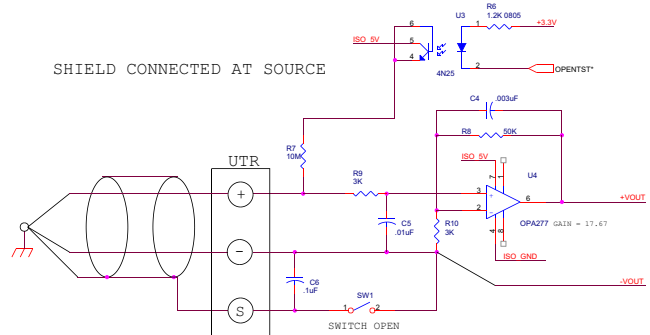 R6
1.2K 0805
U3
+3.3V
6
1
ISO_5V
5
4
2
4N25
OPENTST*
SHIELD CONNECTED AT SOURCE
C4
.003uF
R8
50K
R7
10M
ISO_5V
UTR
R9
3K
U4
7
1
+
3
+
6
+VOUT
2
-
OPA277
GAIN = 17.67
C5
.01uF
R10
3K
4
8
-
ISO_GND
C6
.1uF
SW1
-VOUT
1
2
S
SWITCH OPEN